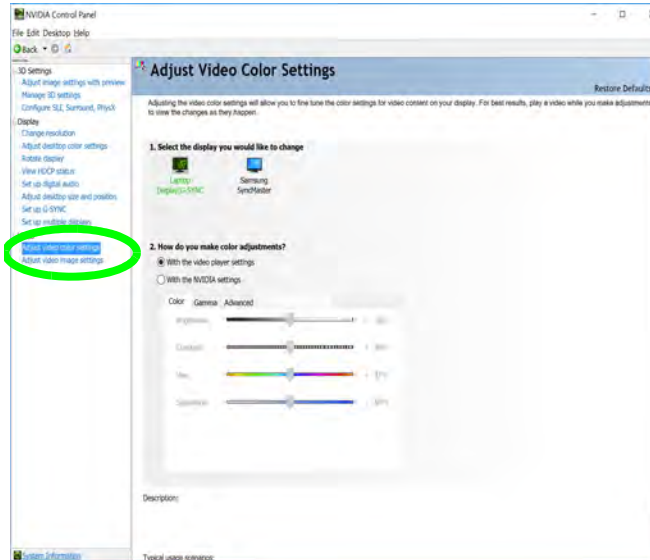 NVIDIA Control Panel
File Edit Desktop Help
Back
3D Settings
Adjust image settings with preview
Manage 3D settings
Configure SLI, Surround, PhysX
Display
Change resolution
Adjust desktop color settings
Rotate display
View HDCP status
Set up digital audio
Adjust desktop size and position
Set up G-SYNC
Set up multiple displays
Adjust video color settings
Adjust video image settings
System Information
Adjust Video Color Settings
Restore Defaults
Adjusting the video color settings will allow you to fine tune the color settings for video content on your display. For best results, play a video while you make adjustments
to view the changes as they happen.
1. Select the display you would like to change
Laptop
Display/G-SYNC
Samsung
SyncMaster
2. How do you make color adjustments?
With the video player settings
With the NVIDIA settings
Color Gamma Advanced
Brightness:
Contrast:
Hue:
Saturation:
Description:
Typical usage scenarios: